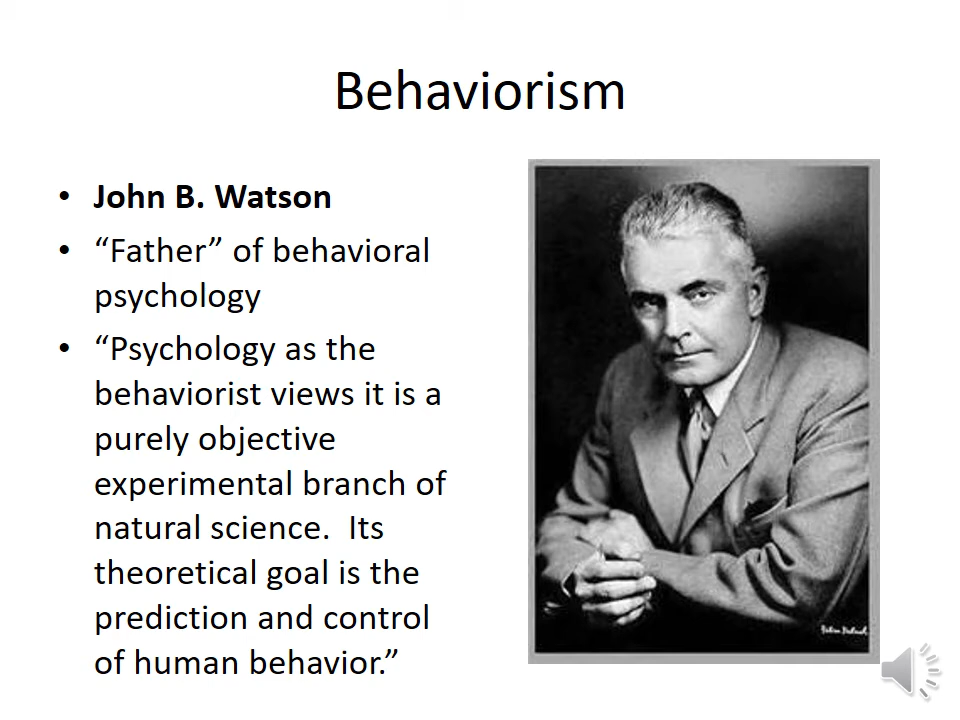 Behaviorism
• John B. Watson
• “Father” of behavioral
psychology
• “Psychology as the
behaviorist views it is a
purely objective
experimental branch of
natural science.  Its
theoretical goal is the
prediction and control
of human behavior.”